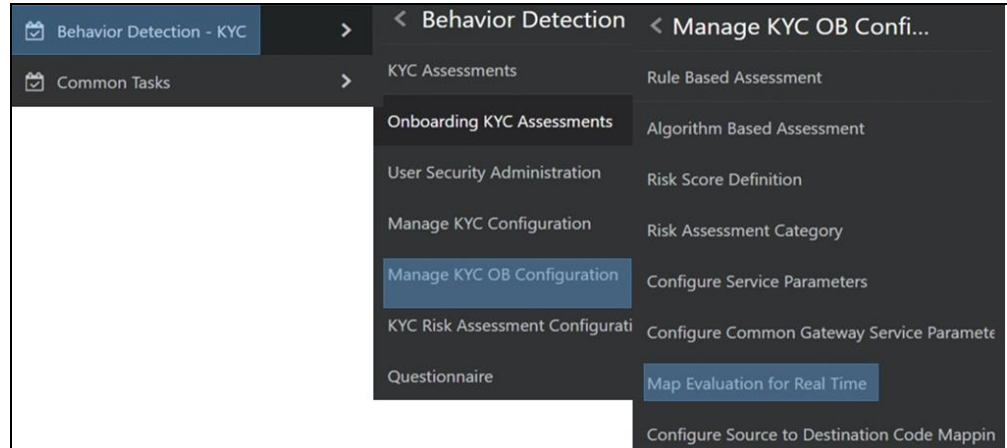 Behavior Detection - KYC >
Common Tasks >
< Behavior Detection
KYC Assessments
Onboarding KYC Assessments
User Security Administration
Manage KYC Configuration
Manage KYC OB Configuration
KYC Risk Assessment Configurati
Questionnaire
< Manage KYC OB Confi...
Rule Based Assessment
Algorithm Based Assessment
Risk Score Definition
Risk Assessment Category
Configure Service Parameters
Configure Common Gateway Service Paramete
Map Evaluation for Real Time
Configure Source to Destination Code Mappin